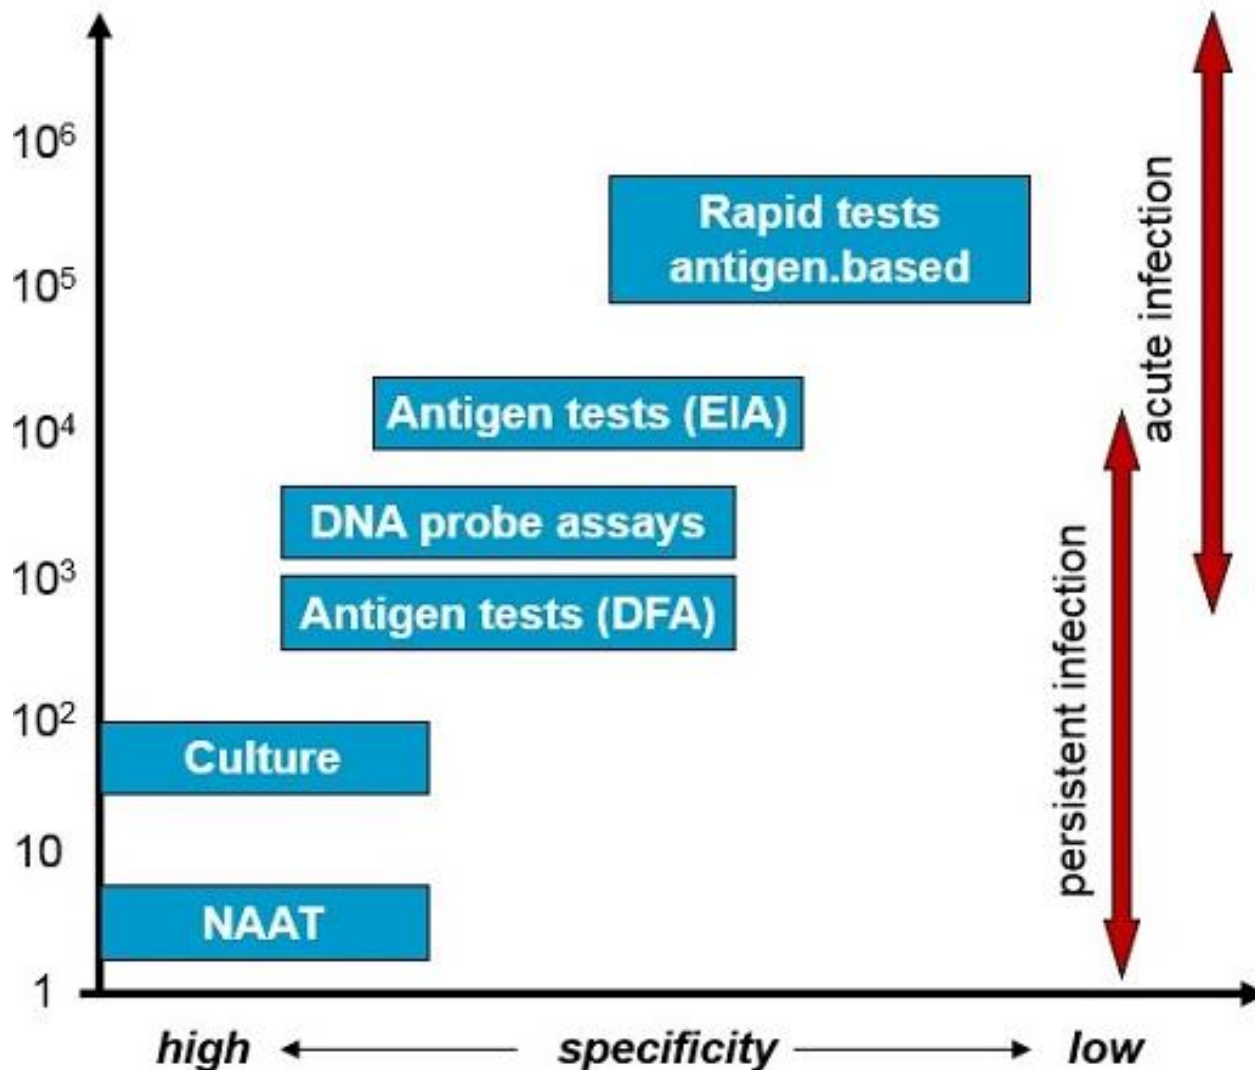 10⁶
Rapid tests
antigen.based
10⁵
acute infection
Antigen tests (EIA)
10⁴
DNA probe assays
10³
Antigen tests (DFA)
persistent infection
10²
Culture
10
NAAT
1
high specificity low